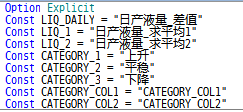 Option Explicit
Const LIQ_DAILY = "日产液量_差值"
Const LIQ_1 = "日产液量_求平均1"
Const LIQ_2 = "日产液量_求平均2"
Const CATEGORY_1 = "上升"
Const CATEGORY_2 = "平稳"
Const CATEGORY_3 = "下降"
Const CATEGORY_COL1 = "CATEGORY_COL1"
Const CATEGORY_COL2 = "CATEGORY_COL2"